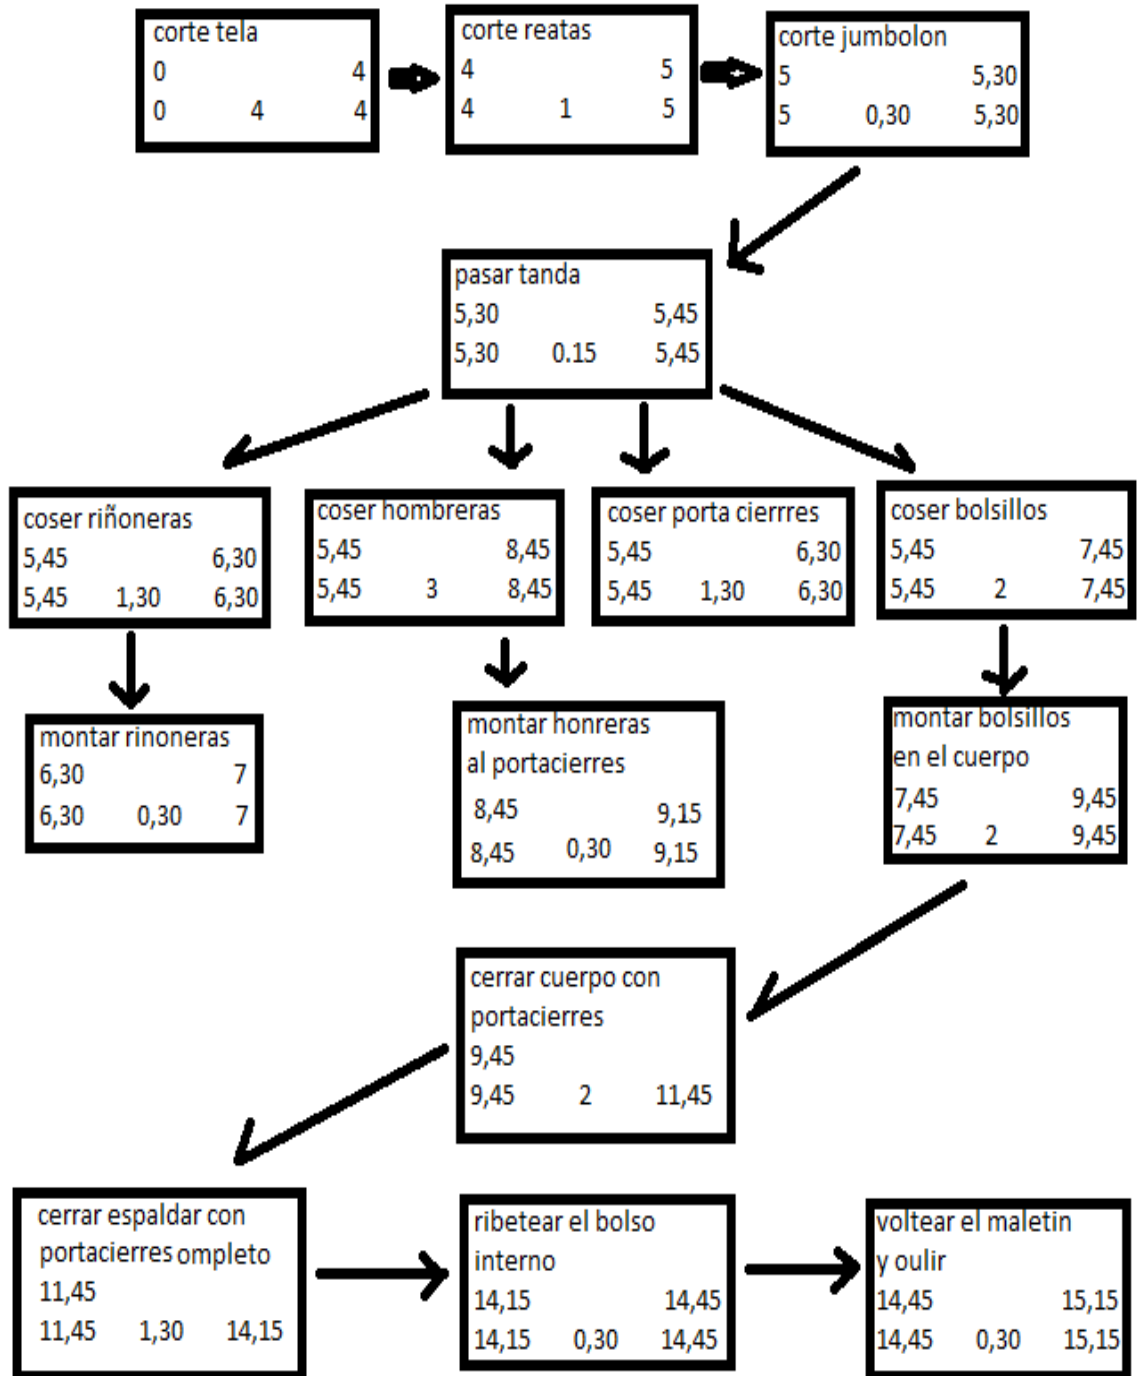 corte tela
0 4
0 4 4
corte reatas
4 5
4 1 5
corte jumbolon
5 5,30
5 0,30 5,30
pasar tanda
5,30 5,45
5,30 0.15 5,45
coser riñoneras
5,45 6,30
5,45 1,30 6,30
coser hombreras
5,45 8,45
5,45 3 8,45
coser porta cierrres
5,45 6,30
5,45 1,30 6,30
coser bolsillos
5,45 7,45
5,45 2 7,45
montar rinoneras
6,30 7
6,30 0,30 7
montar honreras
al portacierres
8,45 9,15
8,45 0,30 9,15
montar bolsillos
en el cuerpo
7,45 9,45
7,45 2 9,45
cerrar cuerpo con
portacierres
9,45
9,45 2 11,45
cerrar espaldar con
portacierres ompleto
11,45
11,45 1,30 14,15
ribetear el bolso
interno
14,15 14,45
14,15 0,30 14,45
voltear el maletin
y oulir
14,45 15,15
14,45 0,30 15,15